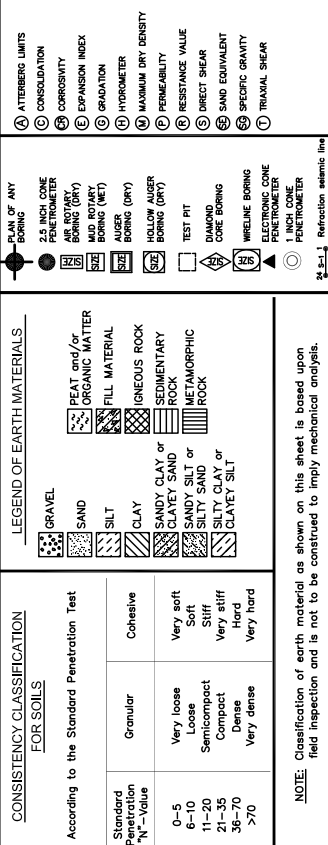 CONSISTENCY CLASSIFICATION
FOR SOILS
According to the Standard Penetration Test
Standard
Penetration
"N"-Value
Granular
Cohesive
0-5 Very loose Very soft
6-10 Loose Soft
11-20 Semicompact Stiff
21-35 Compact Very stiff
36-70 Dense Hard
>70 Very dense Very hard
LEGEND OF EARTH MATERIALS
GRAVEL
SAND
SILT
CLAY
SANDY CLAY or
CLAYEY SAND
SANDY SILT or
SILTY SAND
SILTY CLAY or
CLAYEY SILT
PEAT and/or
ORGANIC MATTER
FILL MATERIAL
IGNEOUS ROCK
SEDIMENTARY
ROCK
METAMORPHIC
ROCK
NOTE: Classification of earth material as shown on this sheet is based upon
field inspection and is not to be construed to imply mechanical analysis.
PLAN OF ANY
BORING
2.5 INCH CONE
PENETROMETER
SIZE AIR ROTARY
BORING (DRY)
SIZE MUD ROTARY
BORING (WET)
SIZE AUGER
BORING (DRY)
SIZE HOLLOW AUGER
BORING (DRY)
TEST PIT
SIZE DIAMOND
CORE BORING
SIZE WIRELINE BORING
ELECTRONIC CONE
PENETROMETER
1 INCH CONE
PENETROMETER
24 S-1 1 Refraction seismic line
A ATTERBERG LIMITS
C CONSOLIDATION
CR CORROSIVITY
E EXPANSION INDEX
G GRADATION
H HYDROMETER
M MAXIMUM DRY DENSITY
P PERMEABILITY
R RESISTANCE VALUE
S DIRECT SHEAR
SE SAND EQUIVALENT
SG SPECIFIC GRAVITY
T TRIAXIAL SHEAR